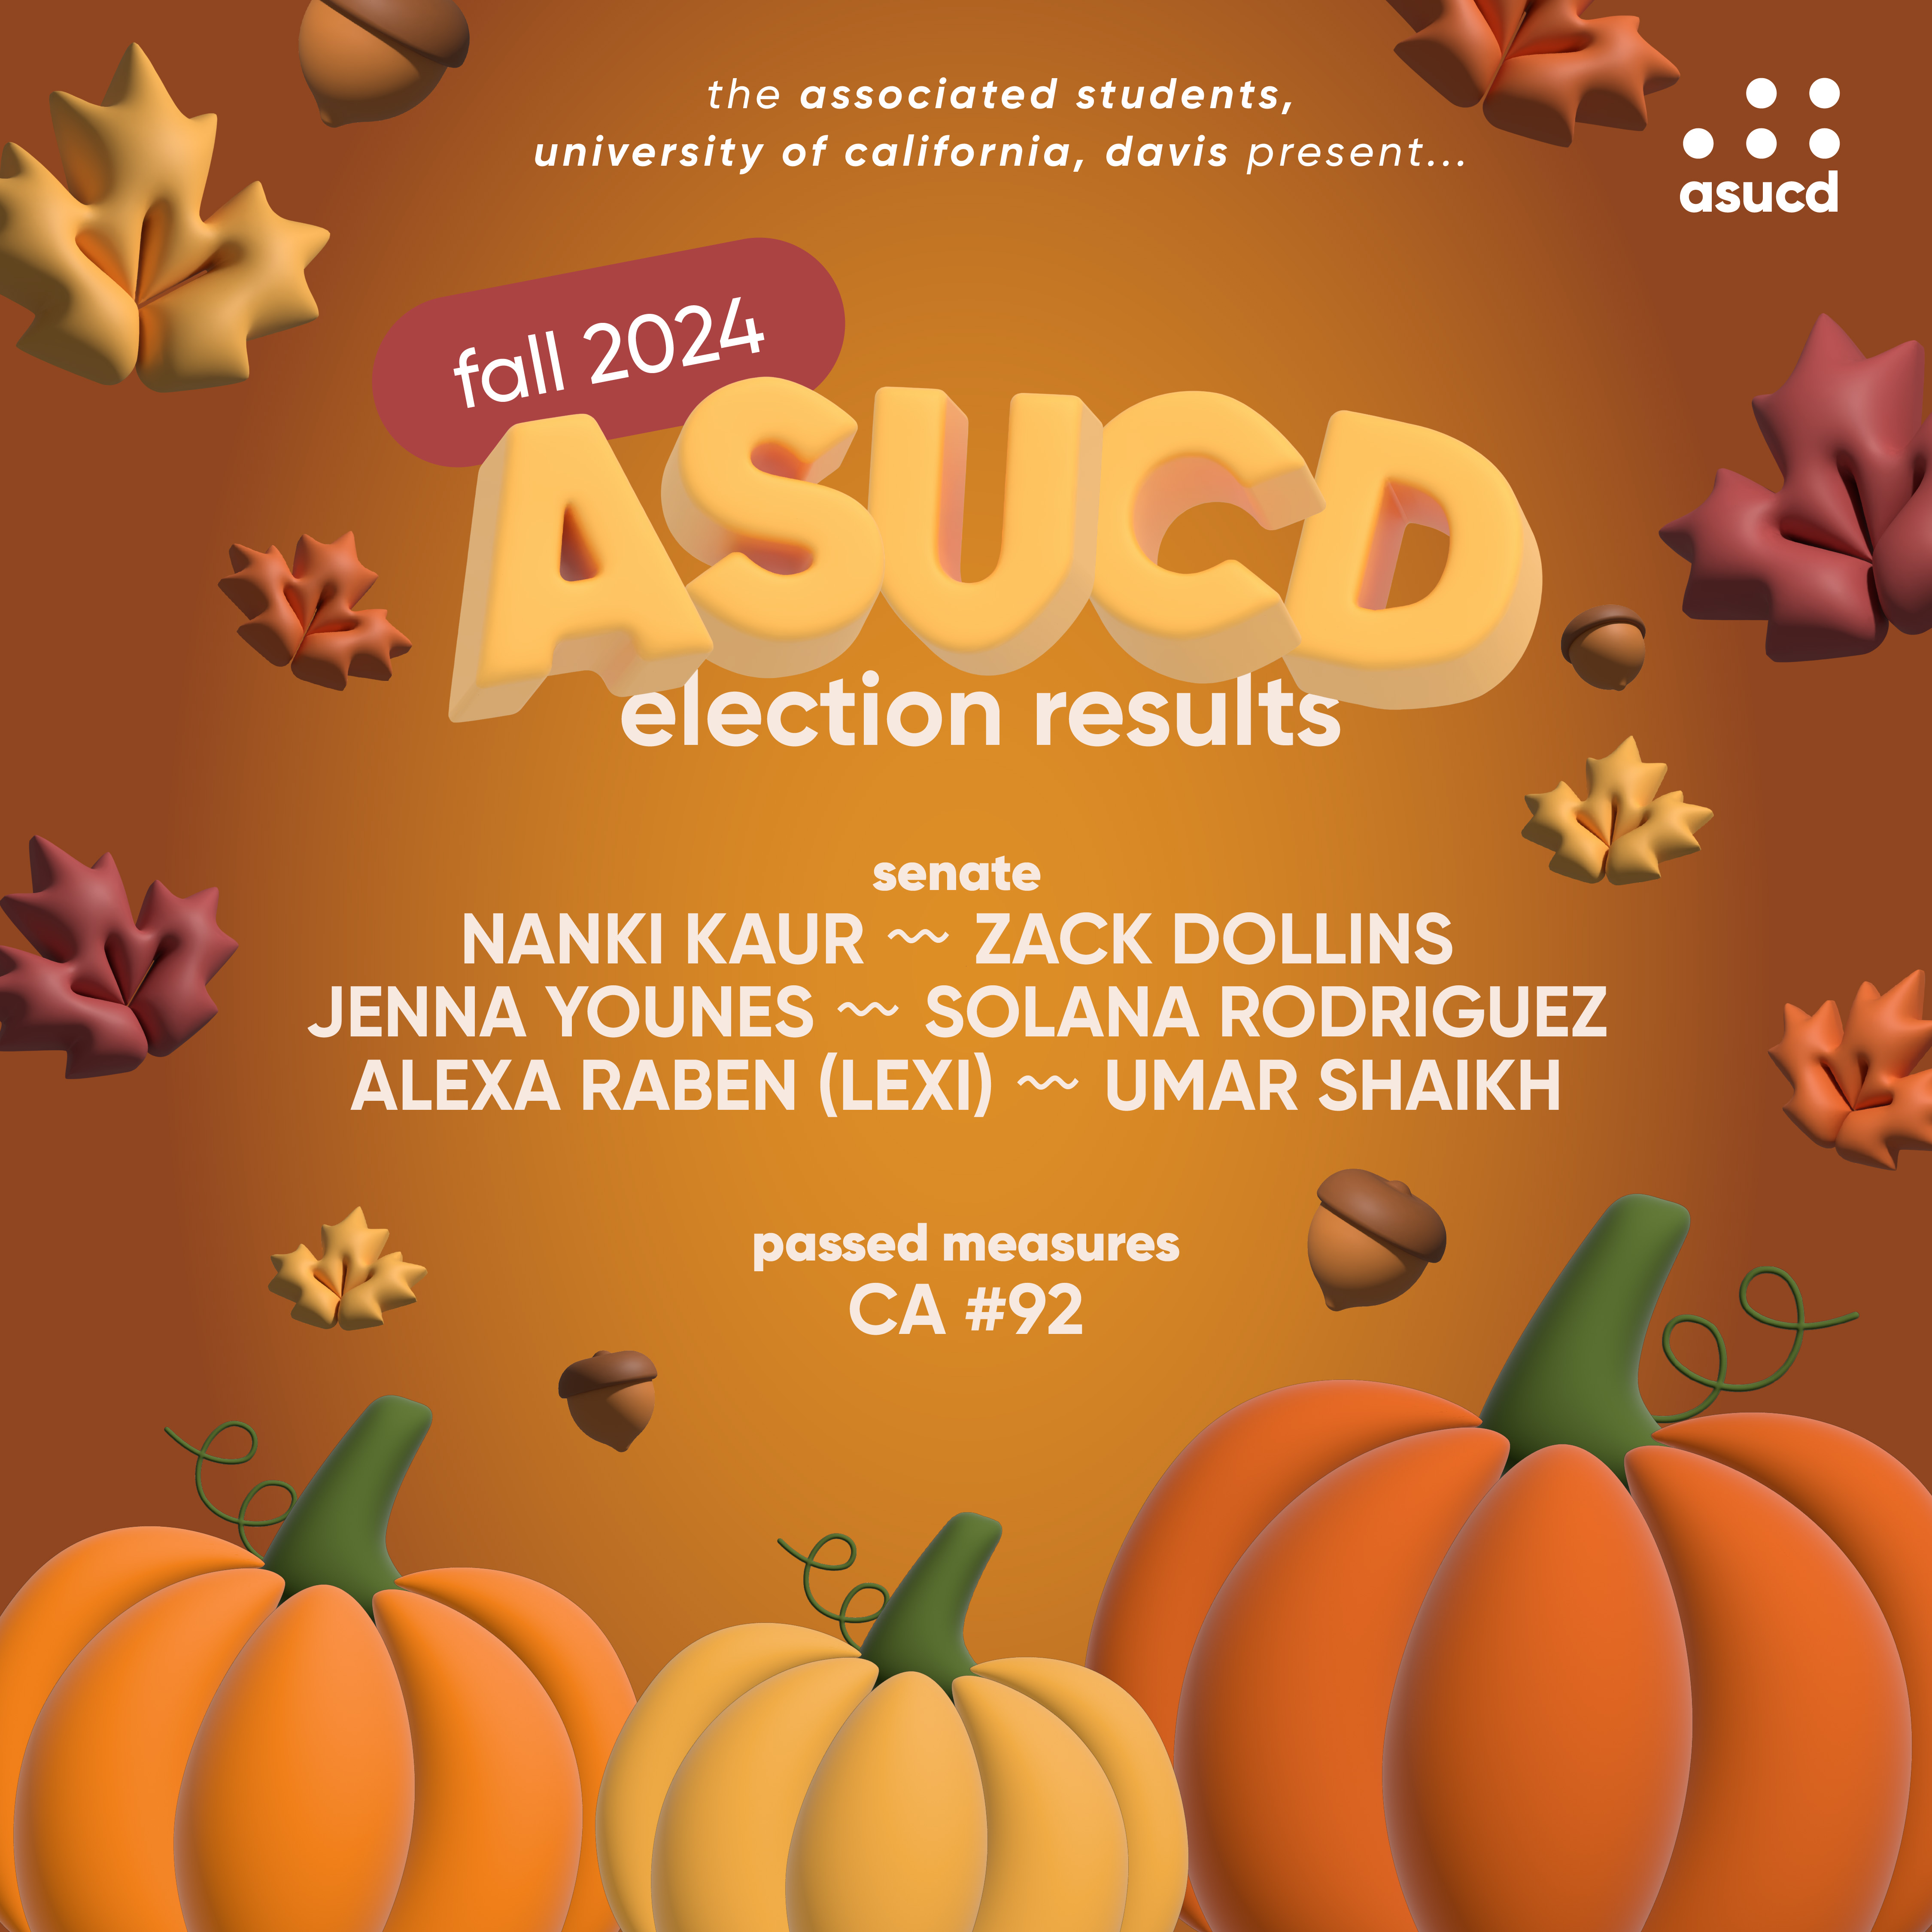 the associated students,
university of california, davis present...
asucd
fall 2024
ASUCD
election results
senate
NANKI KAUR ~ ZACK DOLLINS
JENNA YOUNES ~ SOLANA RODRIGUEZ
ALEXA RABEN (LEXI) ~ UMAR SHAIKH
passed measures
CA #92